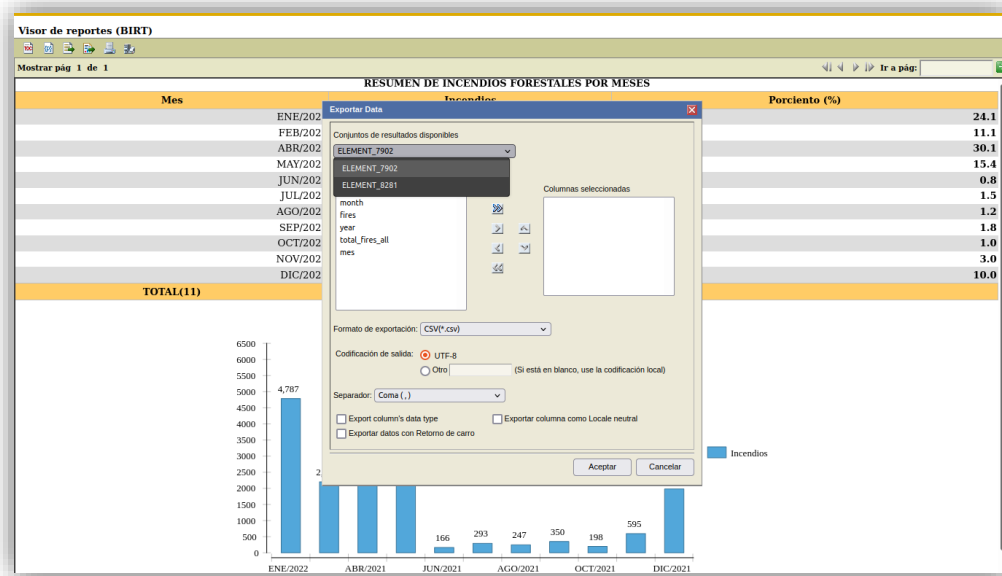 Visor de reportes (BIRT)
Mostrar pág 1 de 1
Ir a pág:
RESUMEN DE INCENDIOS FORESTALES POR MESES
Mes Incendios Porciento (%)
ENE/202 24.1
FEB/202 11.1
ABR/202 30.1
MAY/202 15.4
JUN/202 0.8
JUL/202 1.5
AGO/202 1.2
SEP/202 1.8
OCT/202 1.0
NOV/202 3.0
DIC/202 10.0
TOTAL(11)
Exportar Data
Conjuntos de resultados disponibles
ELEMENT_7902
ELEMENT_7902
ELEMENT_8281
Columnas seleccionadas
month
fires
year
total_fires_all
mes
Formato de exportación: CSV(*.csv)
Codificación de salida: UTF-8
Otro (Si está en blanco, use la codificación local)
Separador: Coma (,)
Export column's data type Exportar columna como Locale neutral
Exportar datos con Retorno de carro
Aceptar Cancelar
6500
6000
5500
5000
4500
4000
3500
3000
2500
2000
1500
1000
500
0
4,787
166 293 247 350 198 595
Incendios
ENE/2022 ABR/2021 JUN/2021 AGO/2021 OCT/2021 DIC/2021